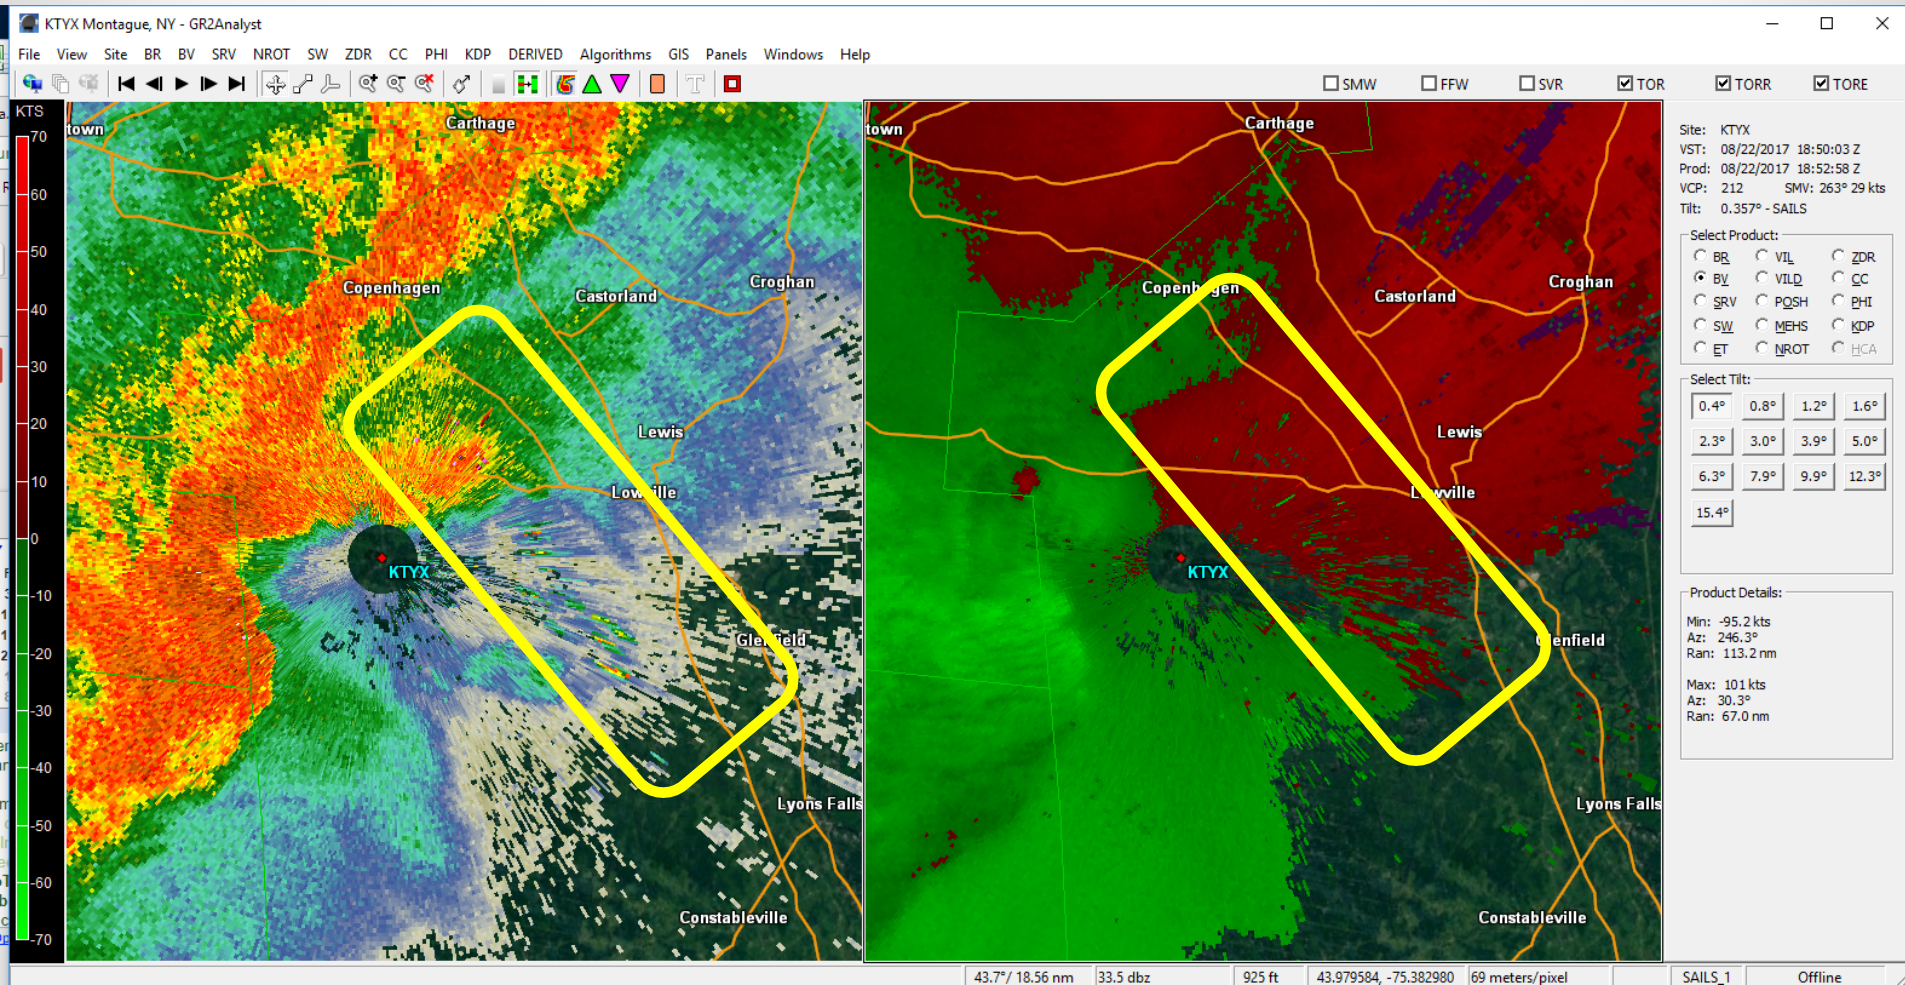 KTYX Montague, NY - GR2Analyst
File View Site BR BV SRV NROT SW ZDR CC PHI KDP DERIVED Algorithms GIS Panels Windows Help
T SMW FFW SVR TOR TORR TORE
KTS
70
60
50
40
30
20
10
0
-10
-20
-30
-40
-50
-60
-70
town
Carthage
Copenhagen
Castorland
Croghan
Lewis
Lowville
KTYX
Glenfield
Lyons Falls
Constableville
town
Carthage
Copenhagen
Castorland
Croghan
Lewis
Lowville
KTYX
Glenfield
Lyons Falls
Constableville
Site: KTYX
VST: 08/22/2017 18:50:03 Z
Prod: 08/22/2017 18:52:58 Z
VCP: 212 SMV: 263° 29 kts
Tilt: 0.357° - SAILS
Select Product:
BR VIL ZDR
BV VILD CC
SRV POSH PHI
SW MEHS KDP
ET NROT HCA
Select Tilt:
0.4° 0.8° 1.2° 1.6°
2.3° 3.0° 3.9° 5.0°
6.3° 7.9° 9.9° 12.3°
15.4°
Product Details:
Min: -95.2 kts
Az: 246.3°
Ran: 113.2 nm
Max: 101 kts
Az: 30.3°
Ran: 67.0 nm
43.7°/ 18.56 nm 33.5 dbz 925 ft 43.979584, -75.382980 69 meters/pixel SAILS_1 Offline